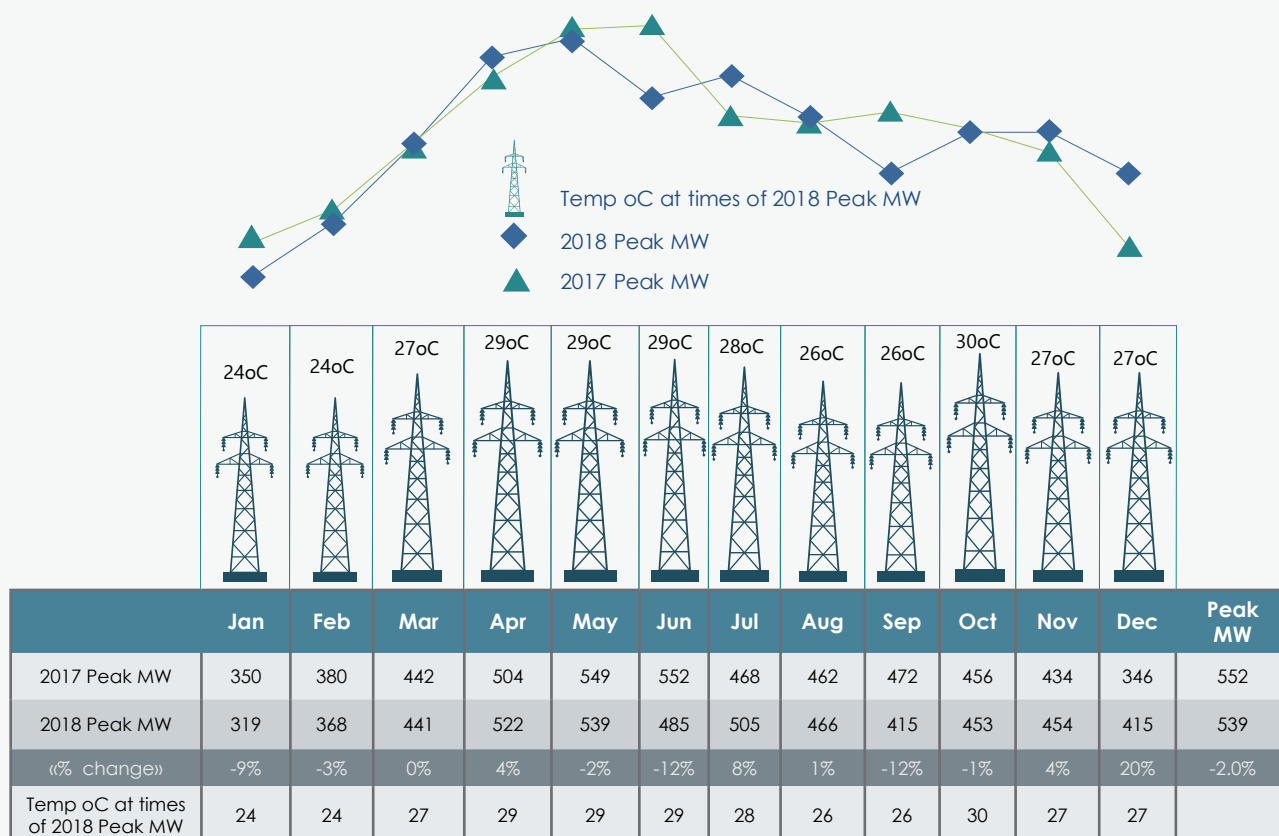 Temp oC at times of 2018 Peak MW
2018 Peak MW
2017 Peak MW
24oC 24oC 27oC 29oC 29oC 29oC 28oC 26oC 26oC 30oC 27oC 27oC
Jan Feb Mar Apr May Jun Jul Aug Sep Oct Nov Dec Peak MW
2017 Peak MW 350 380 442 504 549 552 468 462 472 456 434 346 552
2018 Peak MW 319 368 441 522 539 485 505 466 415 453 454 415 539
«% change» -9% -3% 0% 4% -2% -12% 8% 1% -12% -1% 4% 20% -2.0%
Temp oC at times
of 2018 Peak MW 24 24 27 29 29 29 28 26 26 30 27 27